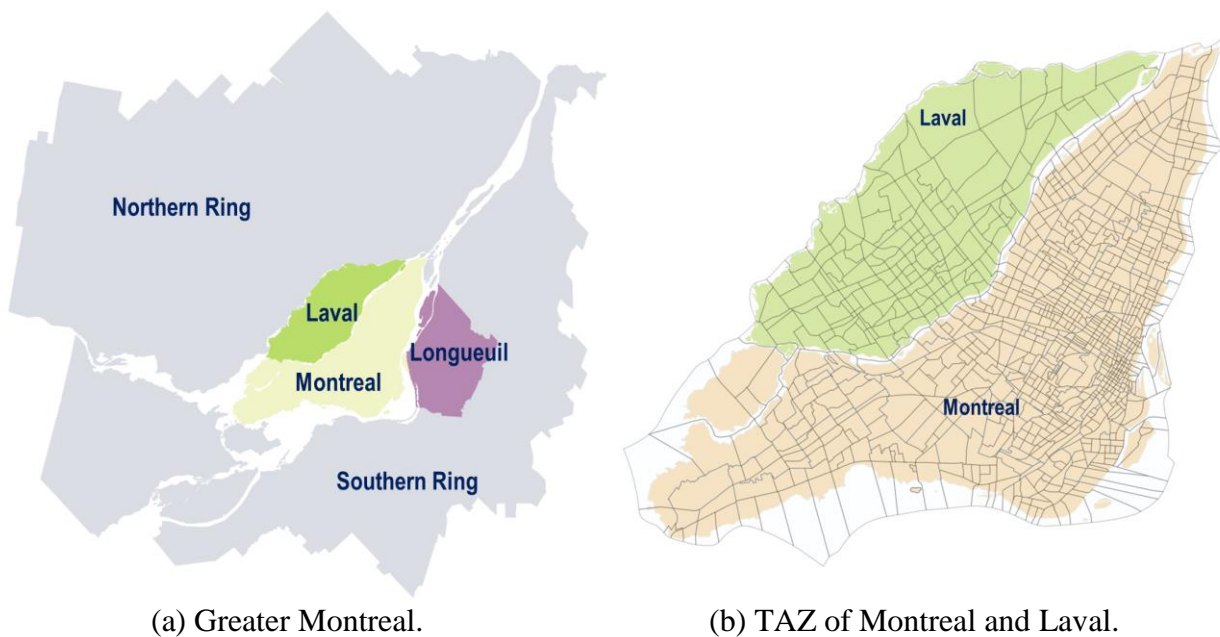 Northern Ring
Laval
Longueuil
Montreal
Southern Ring
Laval
Montreal
(a) Greater Montreal.
(b) TAZ of Montreal and Laval.